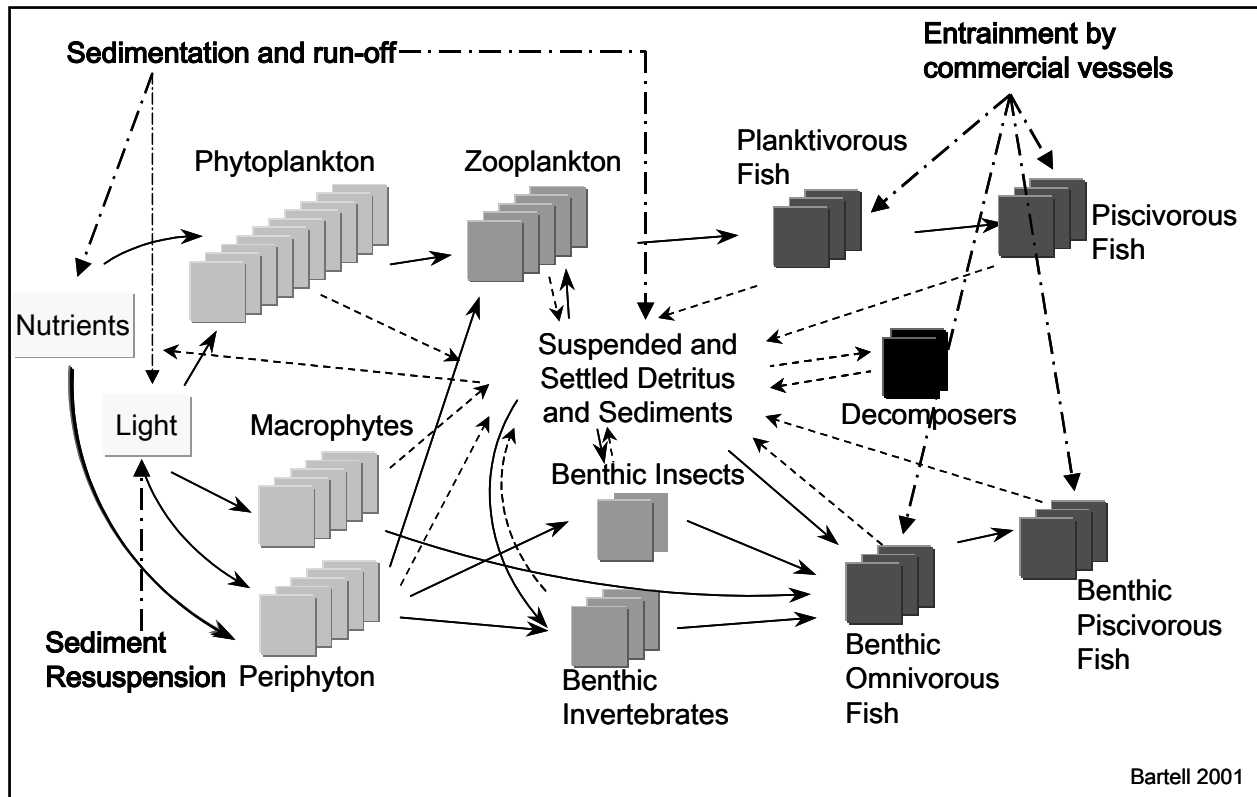 Sedimentation and run-off
Entrainment by
commercial vessels
Phytoplankton
Zooplankton
Planktivorous
Fish
Piscivorous
Fish
Nutrients
Suspended and
Settled Detritus
and Sediments
Light
Macrophytes
Decomposers
Benthic Insects
Sediment
Resuspension
Periphyton
Benthic
Invertebrates
Benthic
Omnivorous
Fish
Benthic
Piscivorous
Fish
Bartell 2001